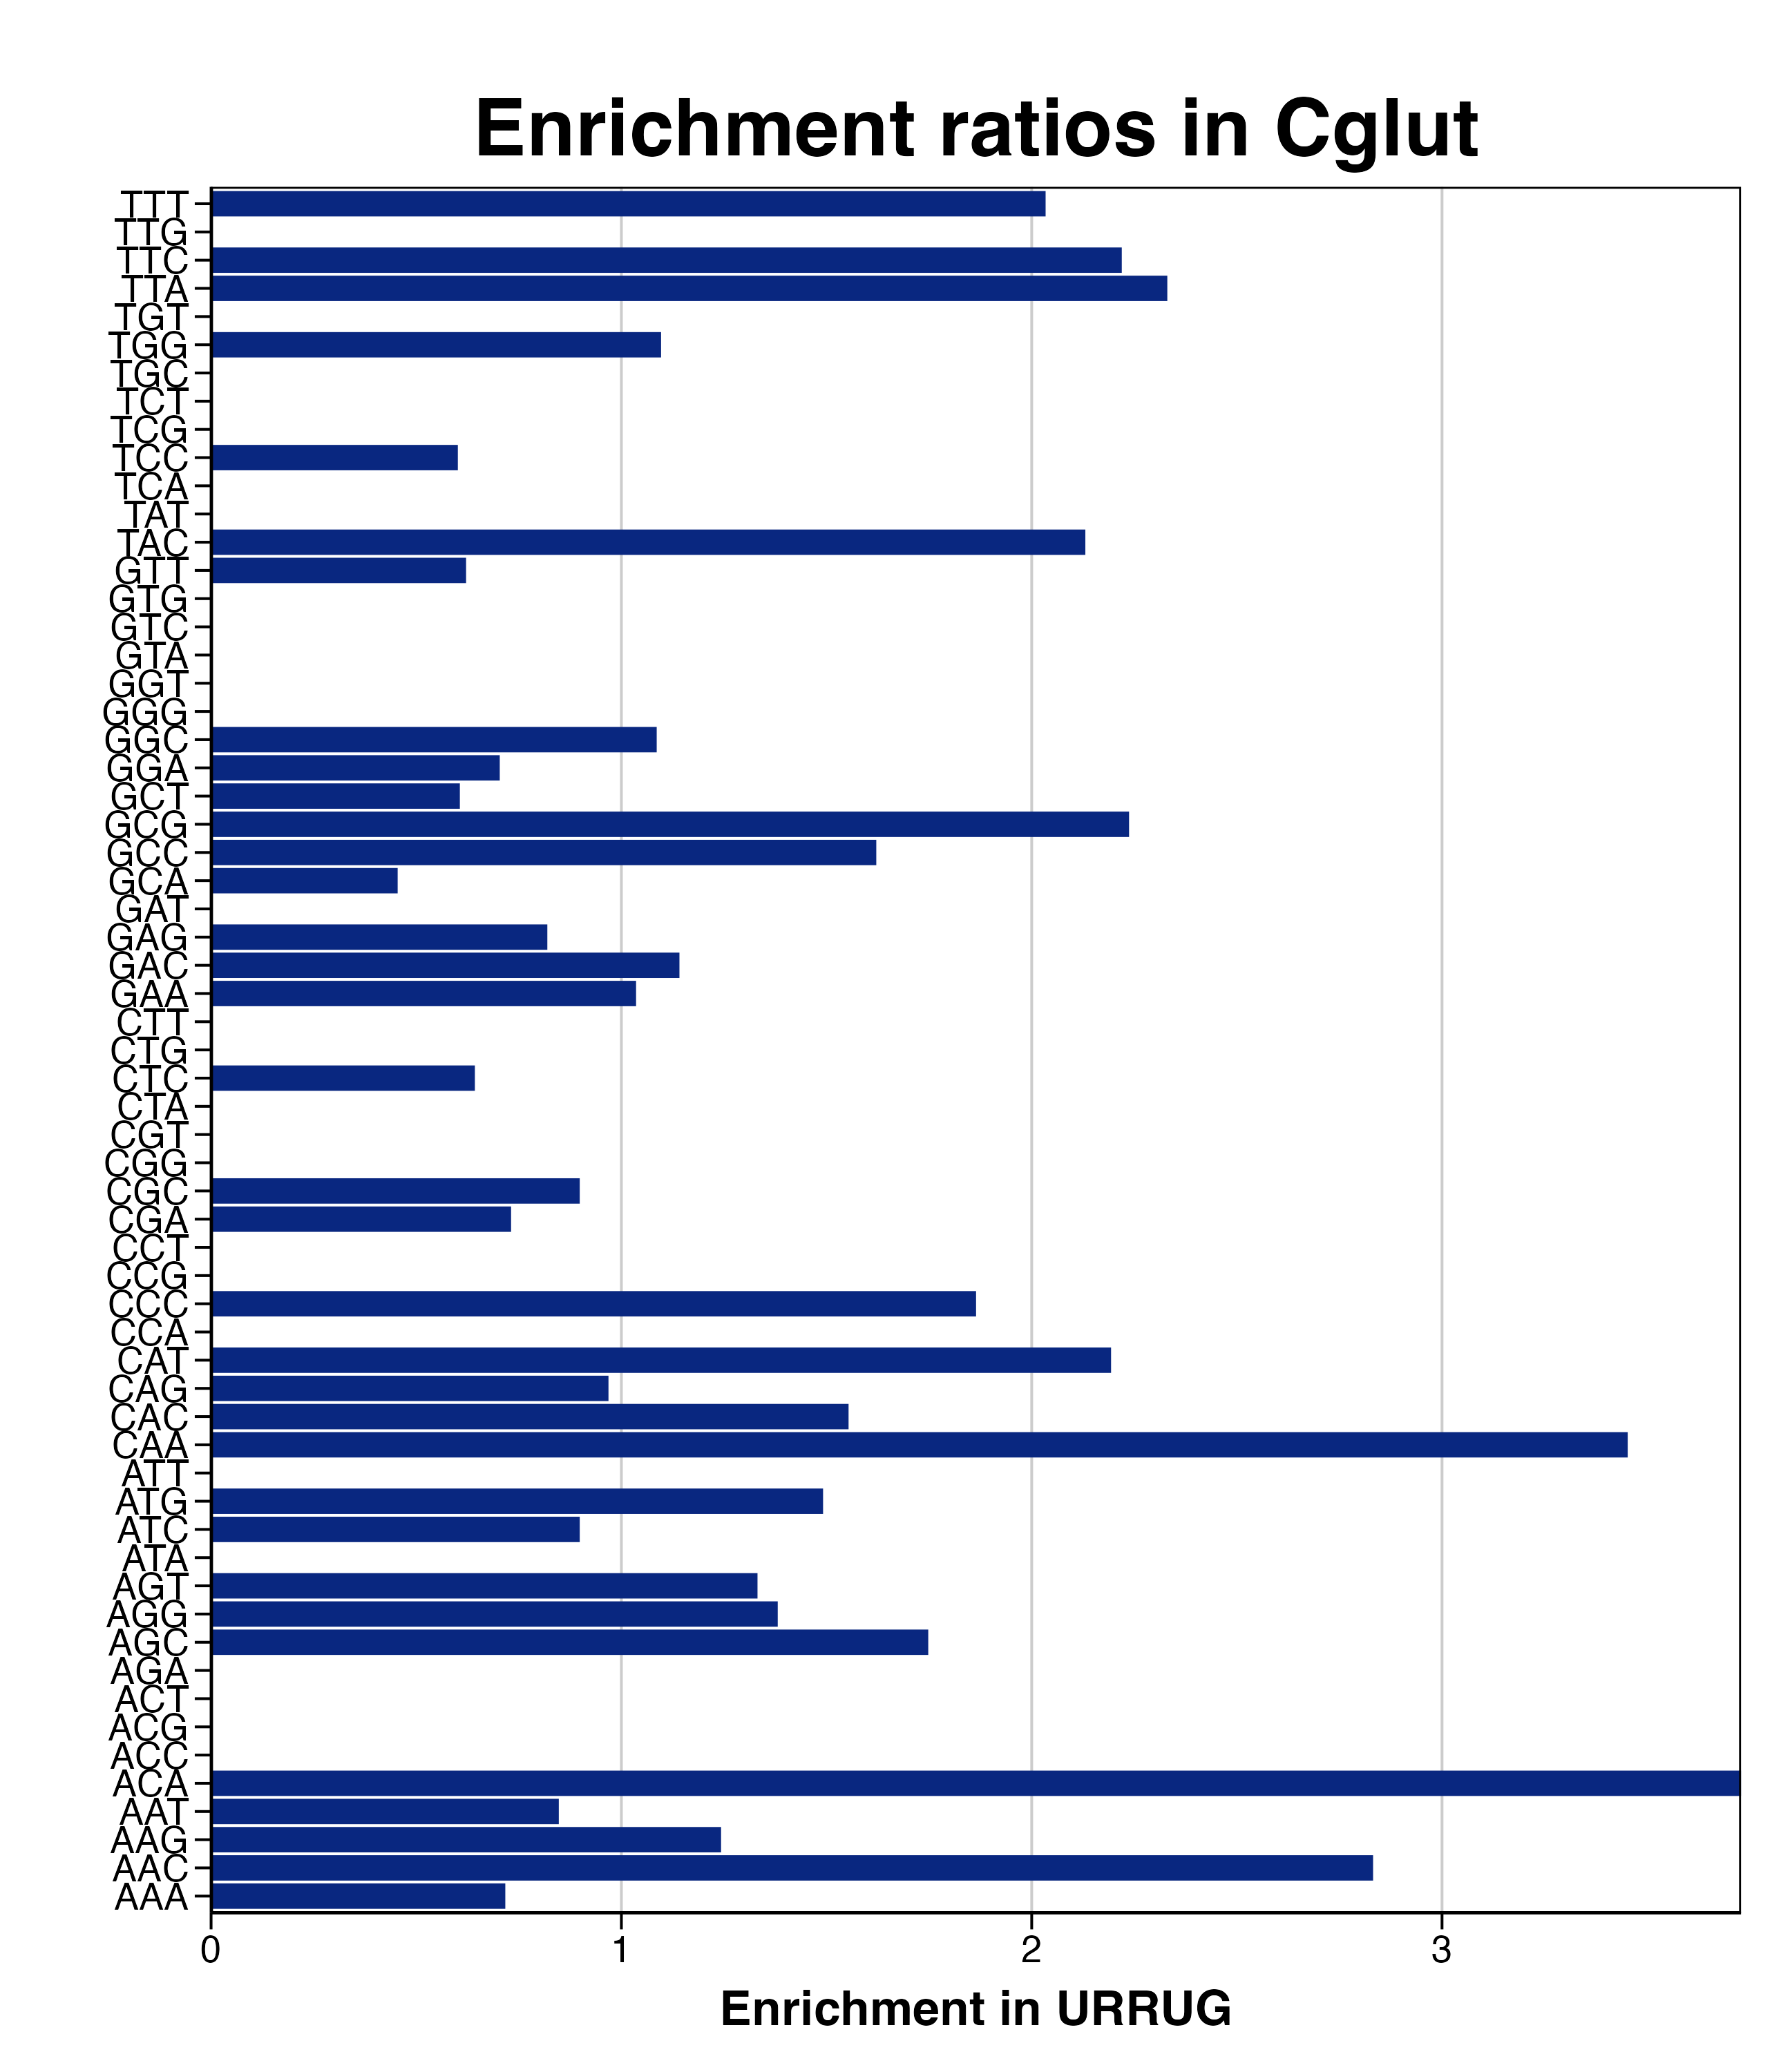 Enrichment ratios in Cglut
TTT
TTG
TTC
TTA
TGT
TGG
TGC
TCT
TCG
TCC
TCA
TAT
TAC
GTT
GTG
GTC
GTA
GGT
GGG
GGC
GGA
GCT
GCG
GCC
GCA
GAT
GAG
GAC
GAA
CTT
CTG
CTC
CTA
CGT
CGG
CGC
CGA
CCT
CCG
CCC
CCA
CAT
CAG
CAC
CAA
ATT
ATG
ATC
ATA
AGT
AGG
AGC
AGA
ACT
ACG
ACC
ACA
AAT
AAG
AAC
AAA
0 1 2 3
Enrichment in URRUG